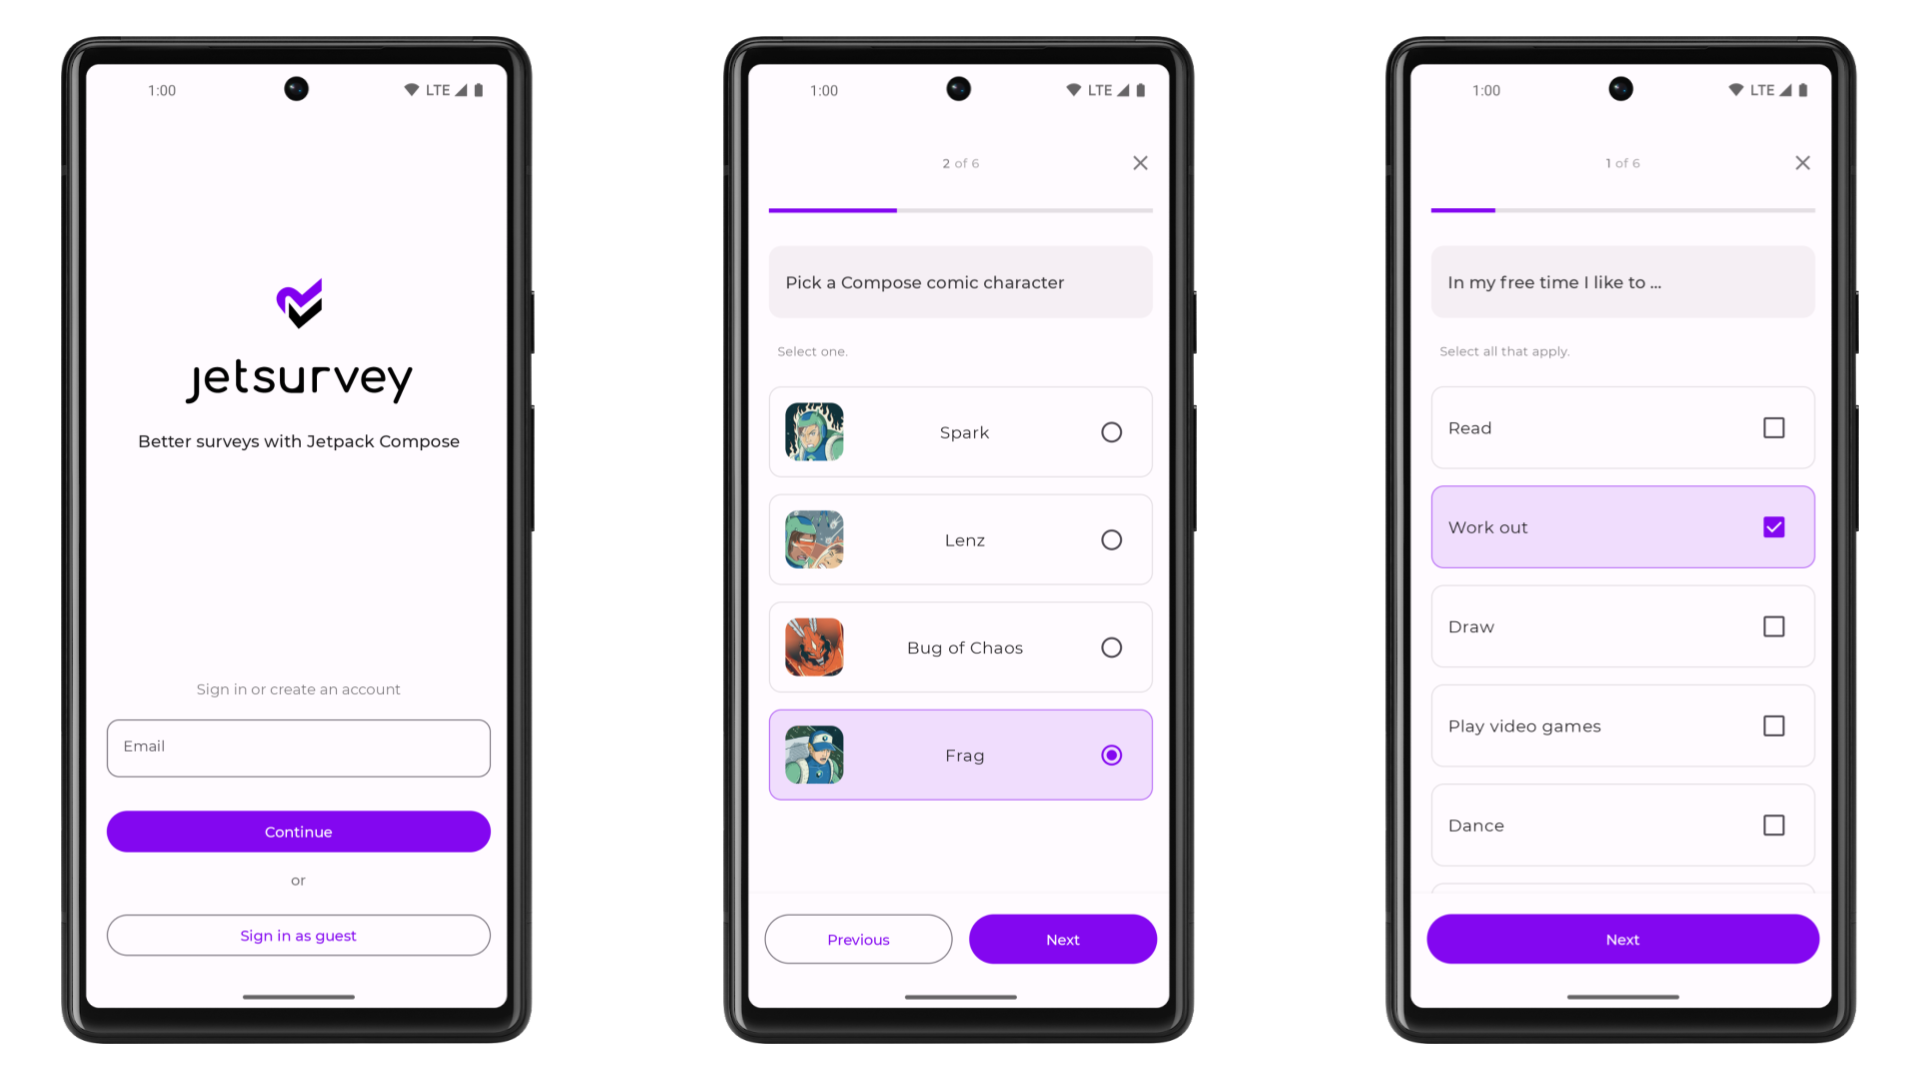 1:00
LTE
jetsurvey
Better surveys with Jetpack Compose
Sign in or create an account
Email
Continue
or
Sign in as guest
1:00
LTE
2 of 6
Pick a Compose comic character
Select one.
Spark
Lenz
Bug of Chaos
Frag
Previous
Next
1:00
LTE
1 of 6
In my free time I like to ...
Select all that apply.
Read
Work out
Draw
Play video games
Dance
Next